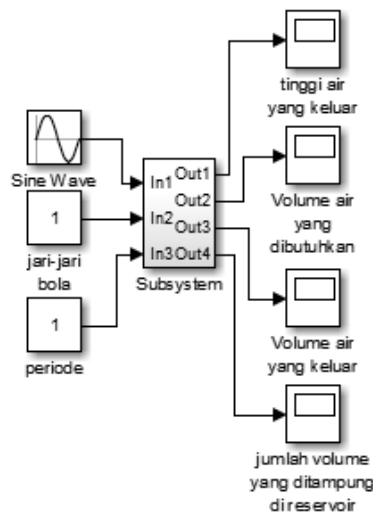 tinggi air
yang keluar
Sine Wave
In1
Out1
Out2
Volume air
yang
dibutuhkan
1
In2
Out3
jari-jari
bola
In3
Out4
Subsystem
1
periode
Volume air
yang keluar
jumlah volume
yang ditampung
di reservoir